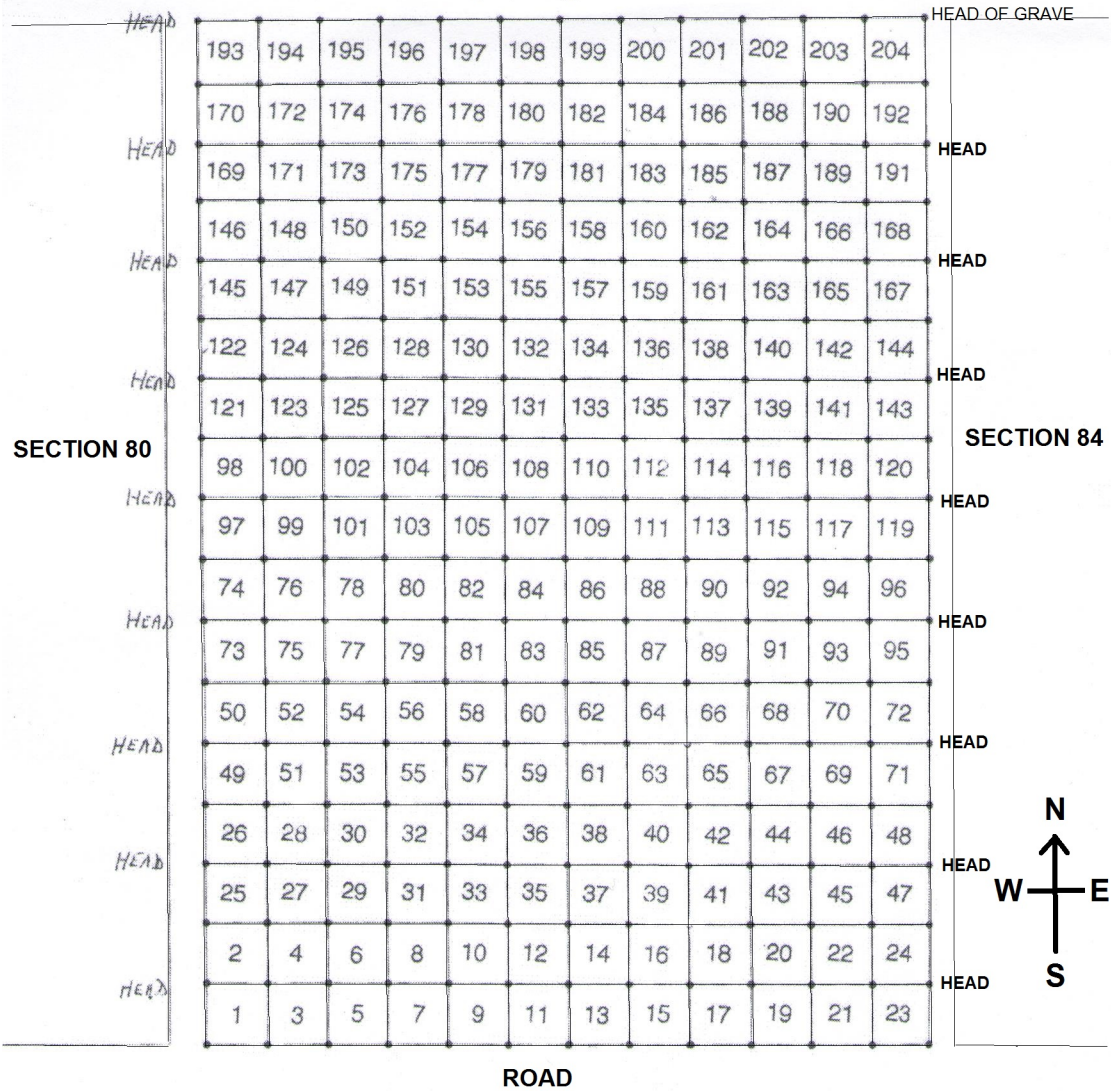 HEAD HEAD OF GRAVE
193 194 195 196 197 198 199 200 201 202 203 204
170 172 174 176 178 180 182 184 186 188 190 192
HEAD HEAD
169 171 173 175 177 179 181 183 185 187 189 191
146 148 150 152 154 156 158 160 162 164 166 168
HEAD HEAD
145 147 149 151 153 155 157 159 161 163 165 167
122 124 126 128 130 132 134 136 138 140 142 144
HEAD HEAD
121 123 125 127 129 131 133 135 137 139 141 143
SECTION 80 SECTION 84
98 100 102 104 106 108 110 112 114 116 118 120
HEAD HEAD
97 99 101 103 105 107 109 111 113 115 117 119
74 76 78 80 82 84 86 88 90 92 94 96
HEAD HEAD
73 75 77 79 81 83 85 87 89 91 93 95
50 52 54 56 58 60 62 64 66 68 70 72
HEAD HEAD
49 51 53 55 57 59 61 63 65 67 69 71
N
26 28 30 32 34 36 38 40 42 44 46 48
HEAD HEAD
W E
25 27 29 31 33 35 37 39 41 43 45 47
2 4 6 8 10 12 14 16 18 20 22 24
S
HEAD HEAD
1 3 5 7 9 11 13 15 17 19 21 23
ROAD